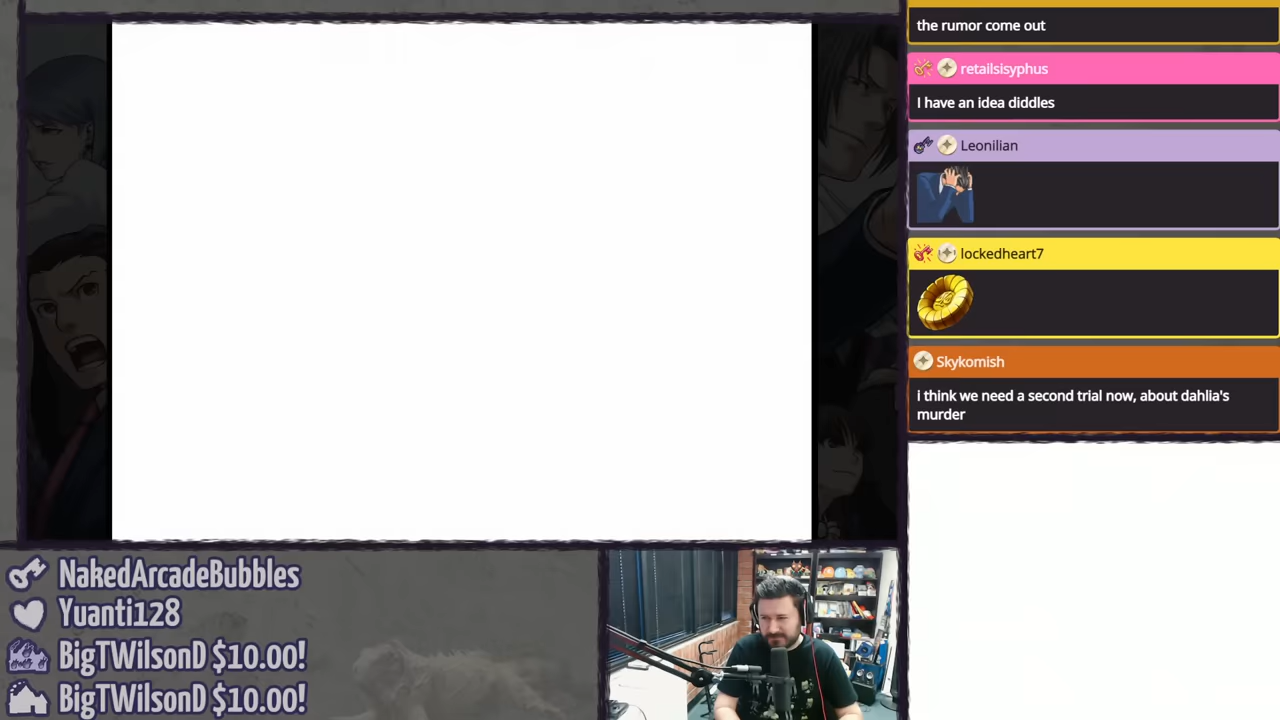 the rumor come out
retailsisyphus
I have an idea diddles
Leonilian
lockedheart7
Skykomish
i think we need a second trial now, about dahlia's
murder
NakedArcadeBubbles
Yuanti128
BigTWilsonD $10.00!
BigTWilsonD $10.00!